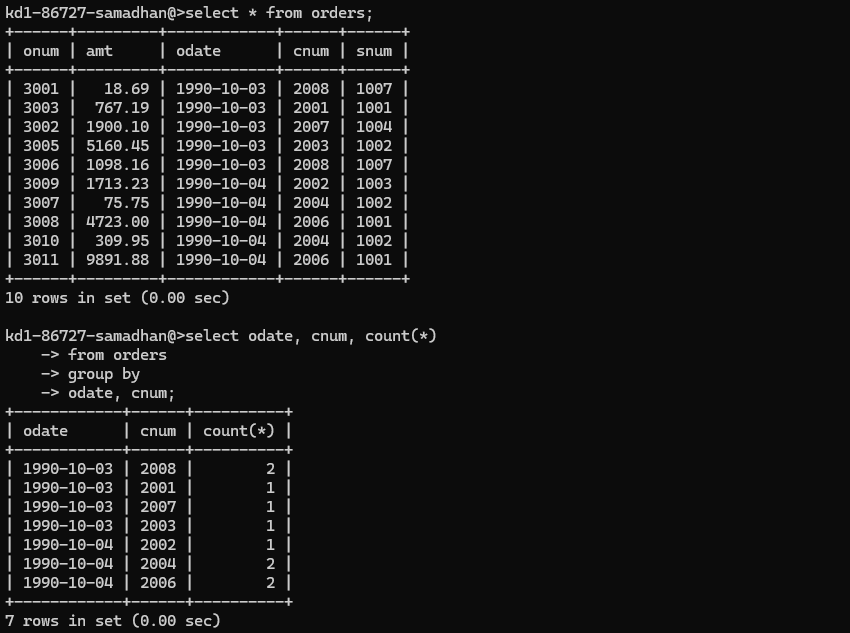 kd1-86727-samadhan@>select * from orders;
+------+---------+------------+------+------+
| onum | amt     | odate      | cnum | snum |
+------+---------+------------+------+------+
| 3001 |   18.69 | 1990-10-03 | 2008 | 1007 |
| 3003 |  767.19 | 1990-10-03 | 2001 | 1001 |
| 3002 | 1900.10 | 1990-10-03 | 2007 | 1004 |
| 3005 | 5160.45 | 1990-10-03 | 2003 | 1002 |
| 3006 | 1098.16 | 1990-10-03 | 2008 | 1007 |
| 3009 | 1713.23 | 1990-10-04 | 2002 | 1003 |
| 3007 |   75.75 | 1990-10-04 | 2004 | 1002 |
| 3008 | 4723.00 | 1990-10-04 | 2006 | 1001 |
| 3010 |  309.95 | 1990-10-04 | 2004 | 1002 |
| 3011 | 9891.88 | 1990-10-04 | 2006 | 1001 |
+------+---------+------------+------+------+
10 rows in set (0.00 sec)

kd1-86727-samadhan@>select odate, cnum, count(*)
    -> from orders
    -> group by
    -> odate, cnum;
+------------+------+----------+
| odate      | cnum | count(*) |
+------------+------+----------+
| 1990-10-03 | 2008 |        2 |
| 1990-10-03 | 2001 |        1 |
| 1990-10-03 | 2007 |        1 |
| 1990-10-03 | 2003 |        1 |
| 1990-10-04 | 2002 |        1 |
| 1990-10-04 | 2004 |        2 |
| 1990-10-04 | 2006 |        2 |
+------------+------+----------+
7 rows in set (0.00 sec)